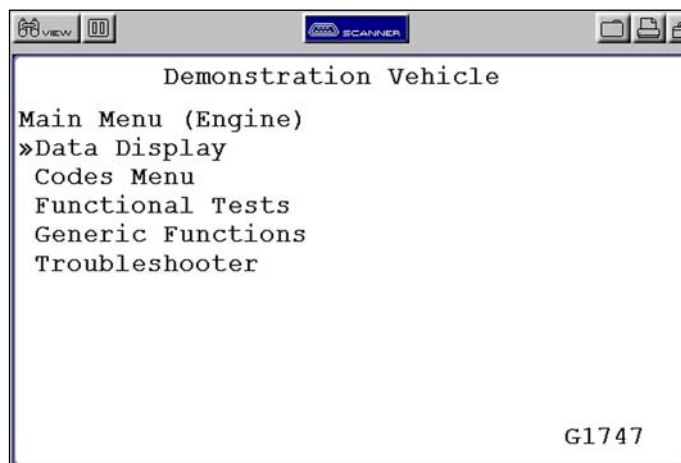 VIEW SCANNER
Demonstration Vehicle
Main Menu (Engine)
»Data Display
Codes Menu
Functional Tests
Generic Functions
Troubleshooter
G1747